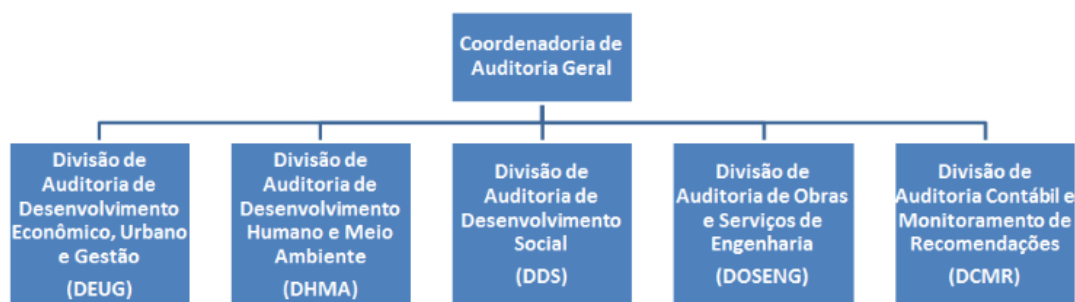 Coordenadoria de
Auditoria Geral
Divisão de
Auditoria de
Desenvolvimento
Econômico, Urbano
e Gestão
(DEUG)
Divisão de
Auditoria de
Desenvolvimento
Humano e Meio
Ambiente
(DHMA)
Divisão de
Auditoria de
Desenvolvimento
Social
(DDS)
Divisão de
Auditoria de Obras
e Serviços de
Engenharia
(DOSENG)
Divisão de
Auditoria Contábil e
Monitoramento de
Recomendações
(DCMR)